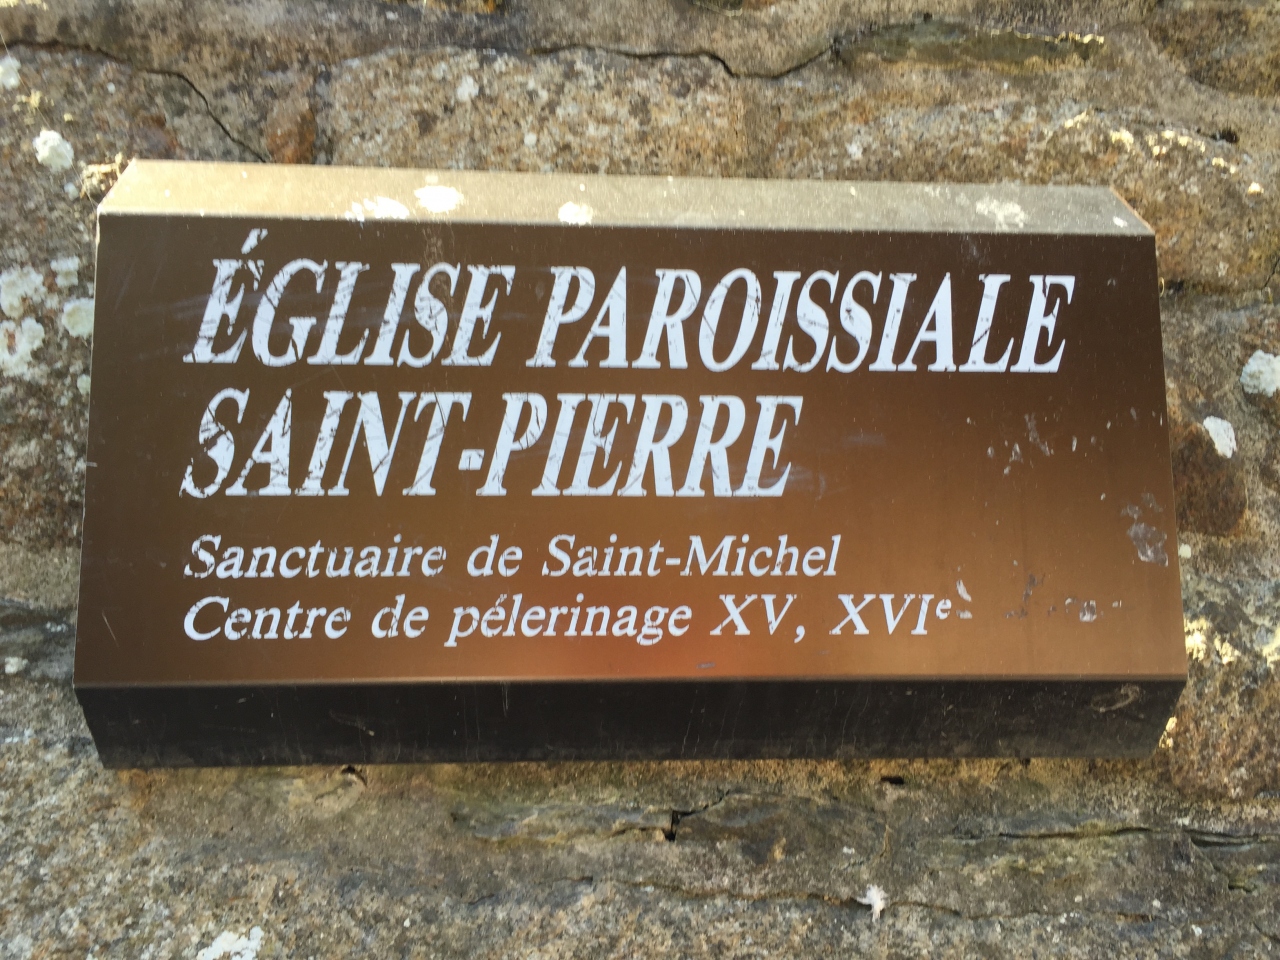 ÉGLISE PAROISSIALE
SAINT-PIERRE
Sanctuaire de Saint-Michel
Centre de pélerinage XV, XVIe